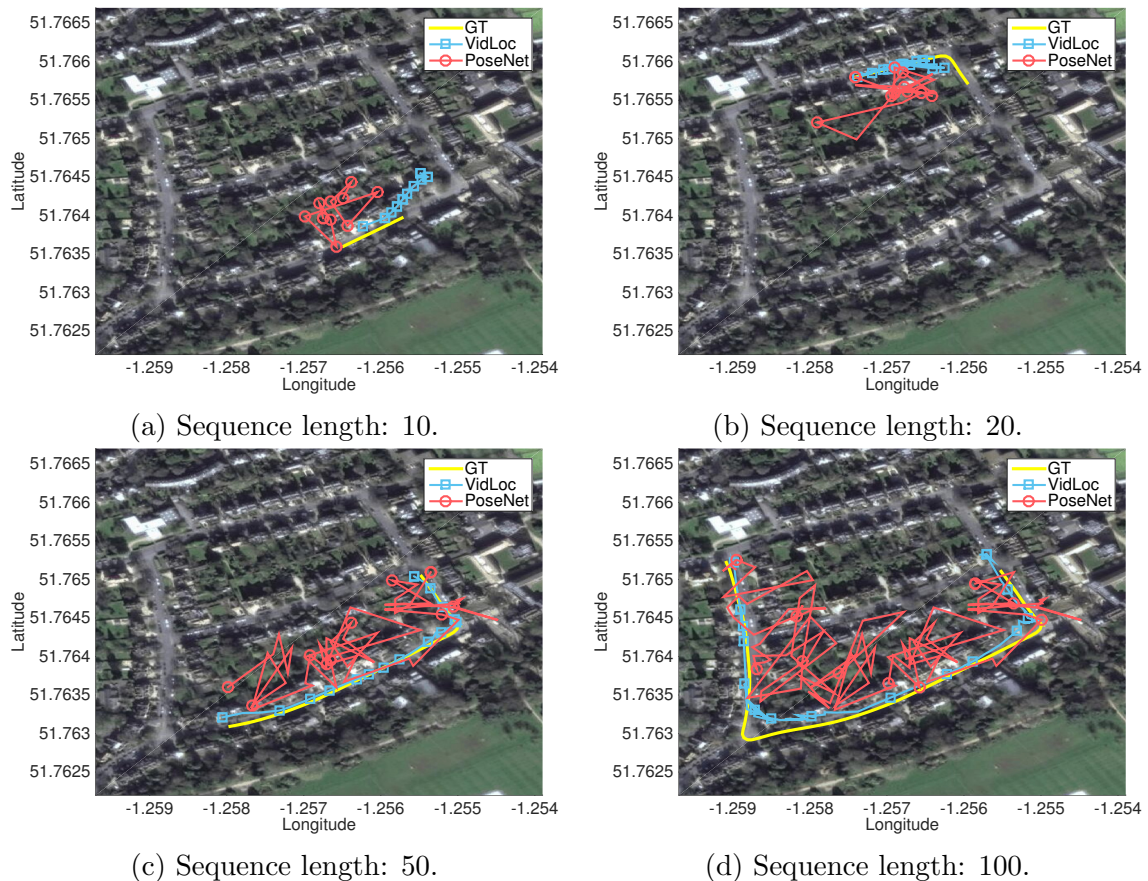 51.7665
51.766
51.7655
51.765
51.7645
51.764
51.7635
51.763
51.7625
Latitude
-1.259 -1.258 -1.257 -1.256 -1.255 -1.254
Longitude
GT
VidLoc
PoseNet
(a) Sequence length: 10.
51.7665
51.766
51.7655
51.765
51.7645
51.764
51.7635
51.763
51.7625
Latitude
-1.259 -1.258 -1.257 -1.256 -1.255 -1.254
Longitude
GT
VidLoc
PoseNet
(b) Sequence length: 20.
51.7665
51.766
51.7655
51.765
51.7645
51.764
51.7635
51.763
51.7625
Latitude
-1.259 -1.258 -1.257 -1.256 -1.255 -1.254
Longitude
GT
VidLoc
PoseNet
(c) Sequence length: 50.
51.7665
51.766
51.7655
51.765
51.7645
51.764
51.7635
51.763
51.7625
Latitude
-1.259 -1.258 -1.257 -1.256 -1.255 -1.254
Longitude
GT
VidLoc
PoseNet
(d) Sequence length: 100.